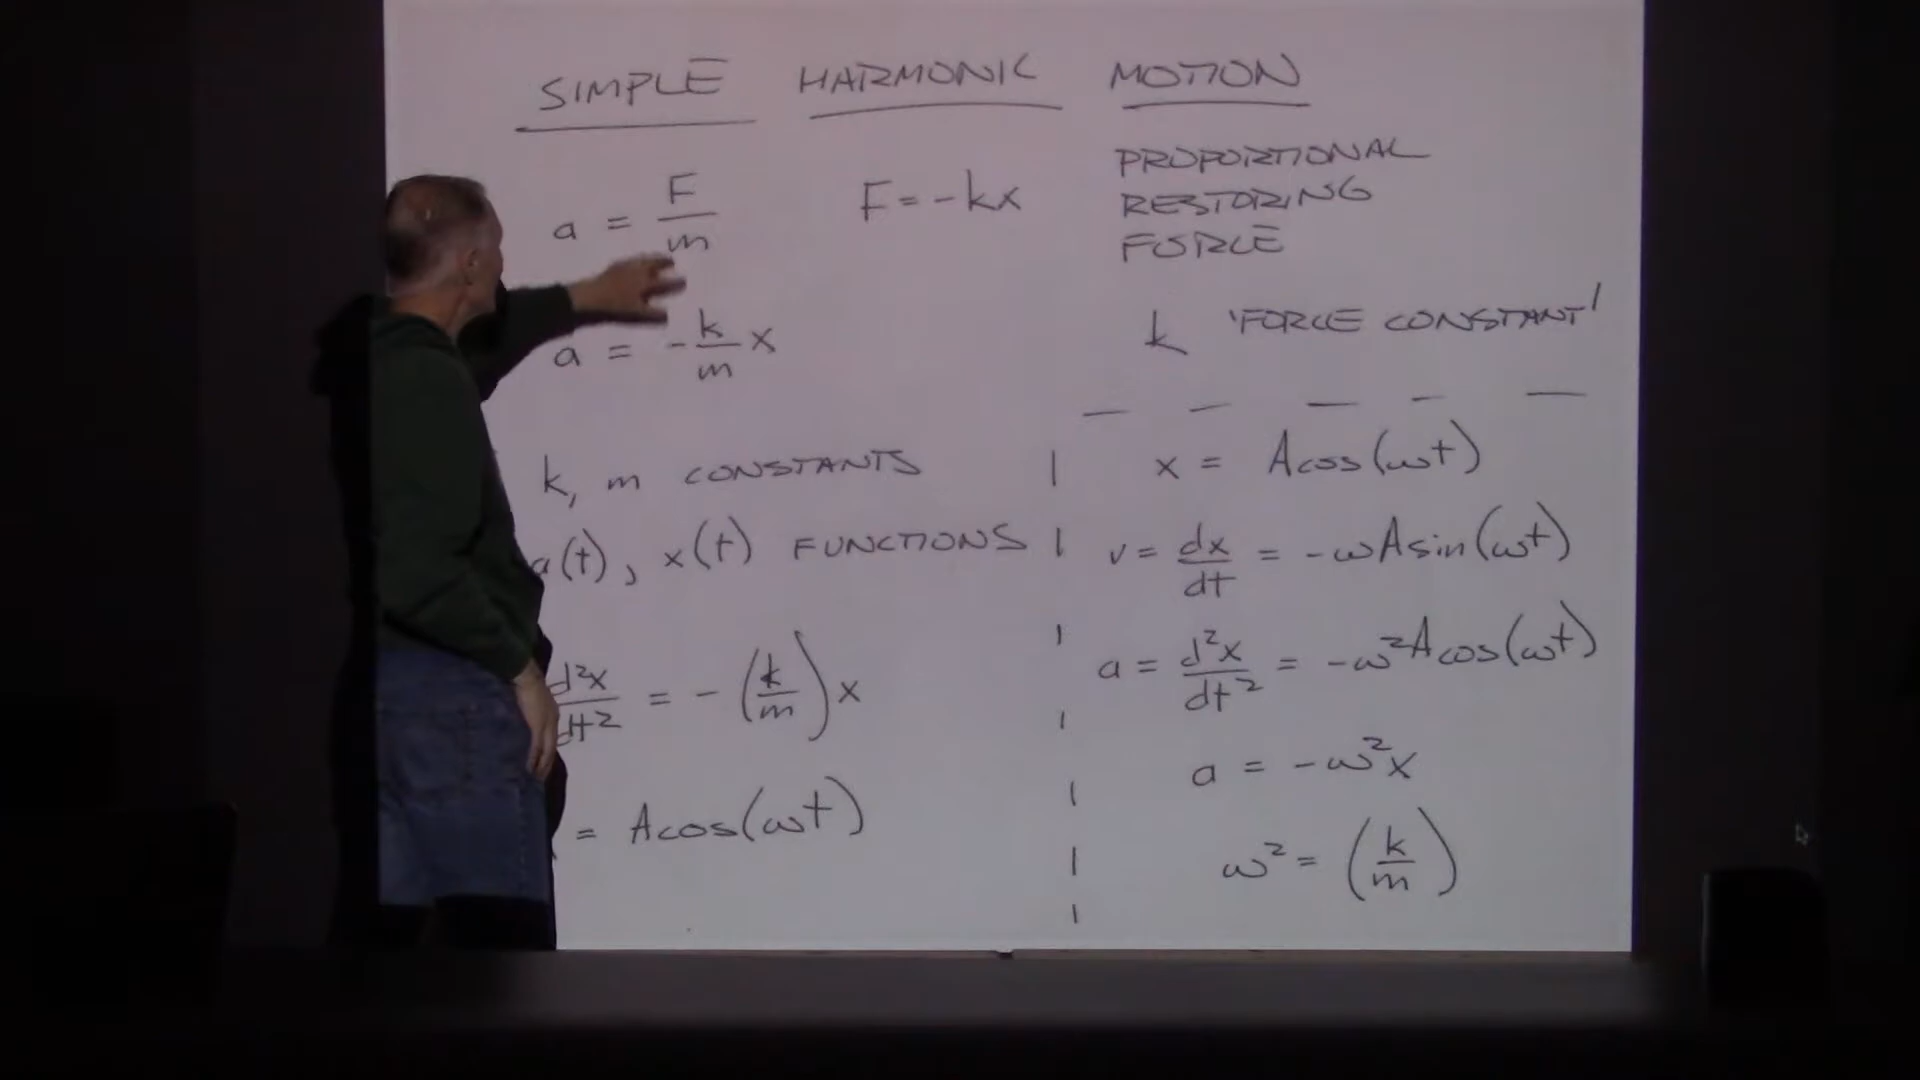 SIMPLE HARMONIC MOTION
a = F/m
F = -kx
PROPORTIONAL
RESTORING
FORCE
a = -k/m x
k 'FORCE CONSTANT'
k, m CONSTANTS
a(t), x(t) FUNCTIONS
d²x/dt² = -(k/m)x
= Acos(ωt)
x = Acos(ωt)
v = dx/dt = -ωAsin(ωt)
a = d²x/dt² = -ω²Acos(ωt)
a = -ω²x
ω² = (k/m)